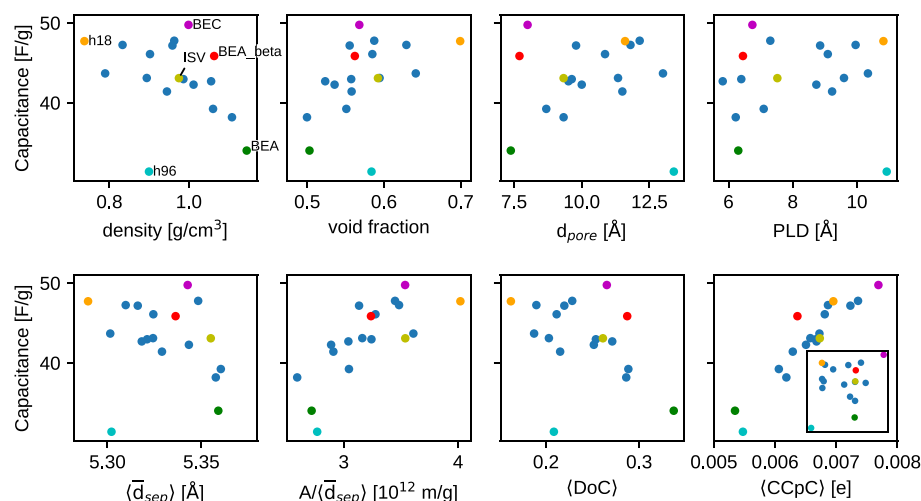 50
40
Capacitance [F/g]
h18
BEC
BEA_beta
ISV
BEA
h96
0.8
1.0
density [g/cm³]
0.5
0.6
0.7
void fraction
7.5
10.0
12.5
d_pore [Å]
6
8
10
PLD [Å]
50
40
Capacitance [F/g]
5.30
5.35
⟨d̅_sep⟩ [Å]
3
4
A/⟨d̅_sep⟩ [10¹² m/g]
0.2
0.3
⟨DoC⟩
0.005
0.006
0.007
0.008
⟨CCpC⟩ [e]